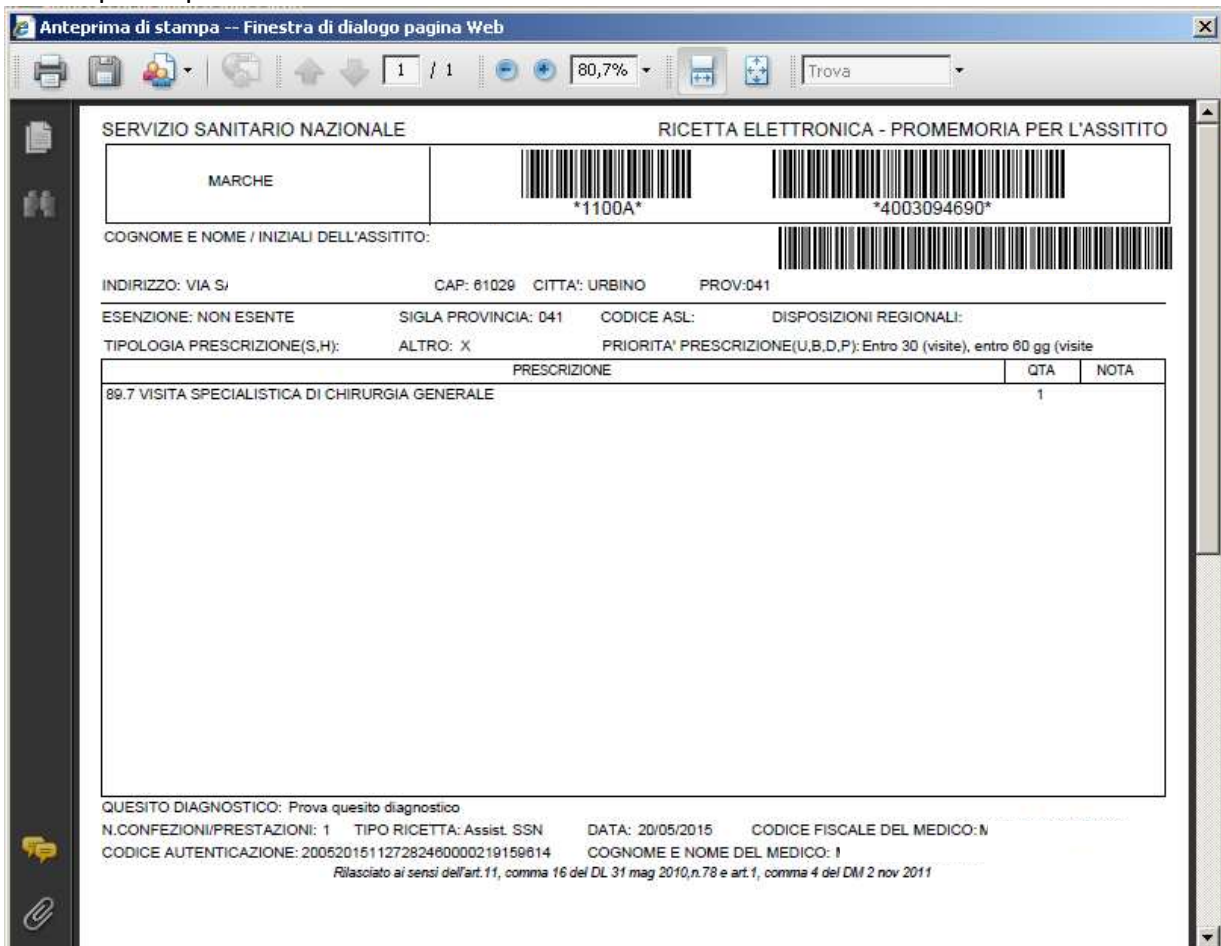 Anteprima di stampa -- Finestra di dialogo pagina Web
1 / 1 80,7% Trova
SERVIZIO SANITARIO NAZIONALE RICETTA ELETTRONICA - PROMEMORIA PER L'ASSITITO
MARCHE
*1100A* *4003094690*
COGNOME E NOME / INIZIALI DELL'ASSITITO:
INDIRIZZO: VIA CAP: 61029 CITTA': URBINO PROV:041
ESENZIONE: NON ESENTE SIGLA PROVINCIA: 041 CODICE ASL: DISPOSIZIONI REGIONALI:
TIPOLOGIA PRESCRIZIONE(S,H): ALTRO: X PRIORITA' PRESCRIZIONE(U,B,D,P): Entro 30 (visite), entro 60 gg (visite
PRESCRIZIONE QTA NOTA
89.7 VISITA SPECIALISTICA DI CHIRURGIA GENERALE 1
QUESITO DIAGNOSTICO: Prova quesito diagnostico
N.CONFEZIONI/PRESTAZIONI: 1 TIPO RICETTA: Assist. SSN DATA: 20/05/2015 CODICE FISCALE DEL MEDICO:
CODICE AUTENTICAZIONE: 200520151127282460000219159614 COGNOME E NOME DEL MEDICO:
Rilasciato ai sensi dell'art.11, comma 16 del DL 31 mag 2010,n.78 e art.1, comma 4 del DM 2 nov 2011